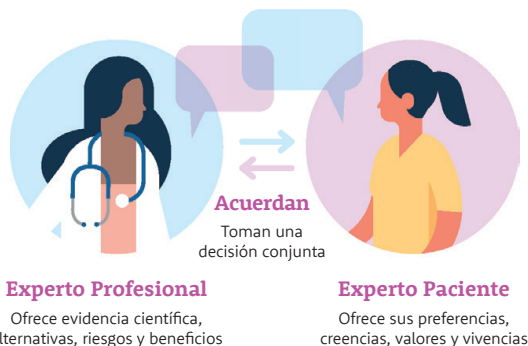 Acuerdan
Toman una
decisión conjunta
Experto Profesional
Ofrece evidencia científica,
lternativas, riesgos y beneficios
Experto Paciente
Ofrece sus preferencias,
creencias, valores y vivencias